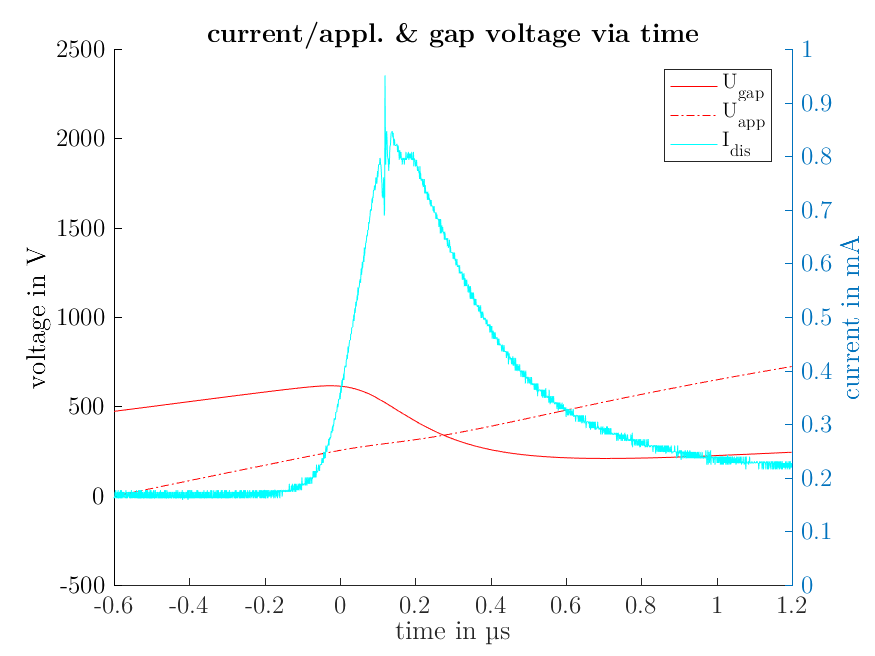 current/appl. & gap voltage via time
2500
2000
1500
1000
500
0
-500
voltage in V
1
0.9
0.8
0.7
0.6
0.5
0.4
0.3
0.2
0.1
0
current in mA
U_gap
U_app
I_dis
-0.6 -0.4 -0.2 0 0.2 0.4 0.6 0.8 1 1.2
time in µs